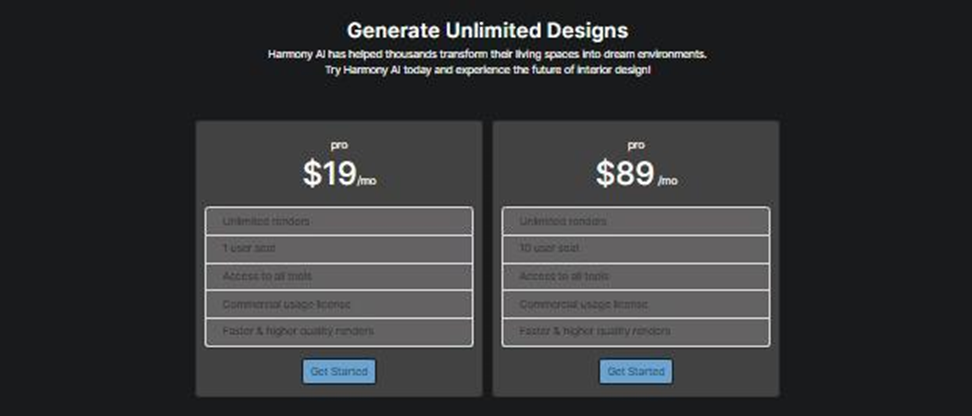 Generate Unlimited Designs
Harmony AI has helped thousands transform their living spaces into dream environments.
Try Harmony AI today and experience the future of interior design!
pro
$19/mo
Unlimited renders
1 user seat
Access to all tools
Commercial usage license
Faster & higher quality renders
Get Started
pro
$89 /mo
Unlimited renders
10 user seat
Access to all tools
Commercial usage license
Faster & higher quality renders
Get Started